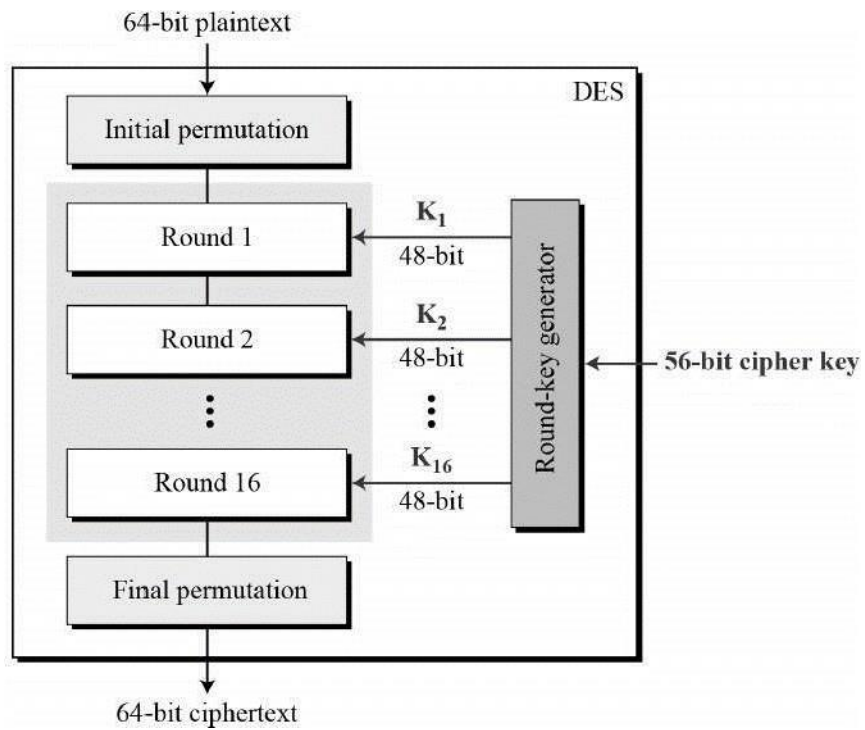 64-bit plaintext
DES
Initial permutation
K1
Round 1
48-bit
K2
Round 2
48-bit
Round-key generator
56-bit cipher key
K16
Round 16
48-bit
Final permutation
64-bit ciphertext